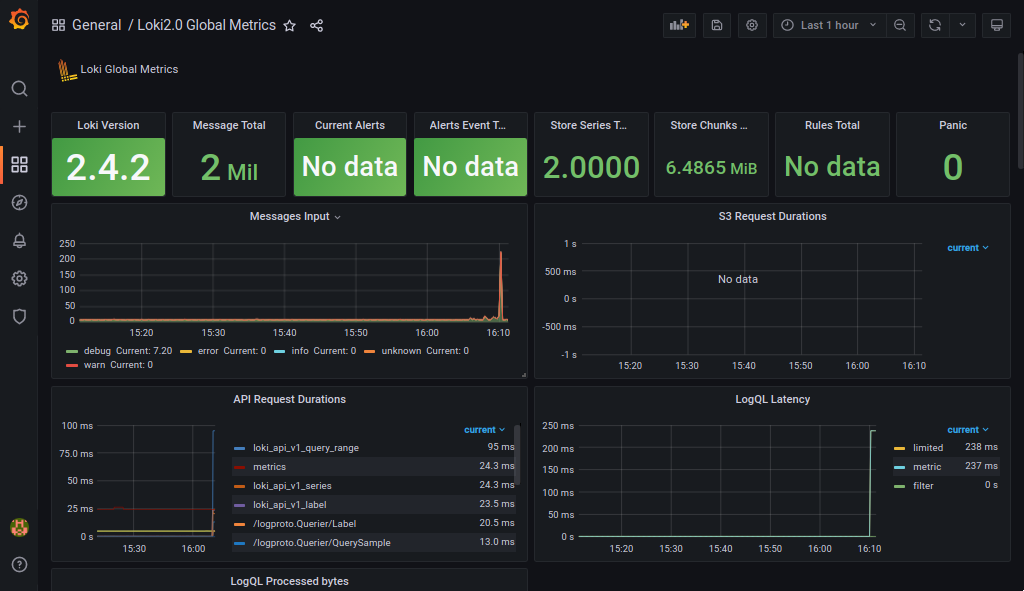 General / Loki2.0 Global Metrics
Last 1 hour
Loki Global Metrics
Loki Version
Message Total
Current Alerts
Alerts Event T...
Store Series T...
Store Chunks ...
Rules Total
Panic
2.4.2
2 Mil
No data
No data
2.0000
6.4865 MiB
No data
0
Messages Input
250
200
150
100
50
0
15:20
15:30
15:40
15:50
16:00
16:10
debug Current: 7.20
error Current: 0
info Current: 0
unknown Current: 0
warn Current: 0
S3 Request Durations
current
1 s
500 ms
0 s
-500 ms
-1 s
No data
15:20
15:30
15:40
15:50
16:00
16:10
API Request Durations
100 ms
75.0 ms
50 ms
25 ms
0 s
15:30
16:00
current
loki_api_v1_query_range 95 ms
metrics 24.3 ms
loki_api_v1_series 24.3 ms
loki_api_v1_label 23.5 ms
/logproto.Querier/Label 20.5 ms
/logproto.Querier/QuerySample 13.0 ms
LogQL Latency
250 ms
200 ms
150 ms
100 ms
50 ms
0 s
15:20
15:30
15:40
15:50
16:00
16:10
current
limited 238 ms
metric 237 ms
filter 0 s
LogQL Processed bytes